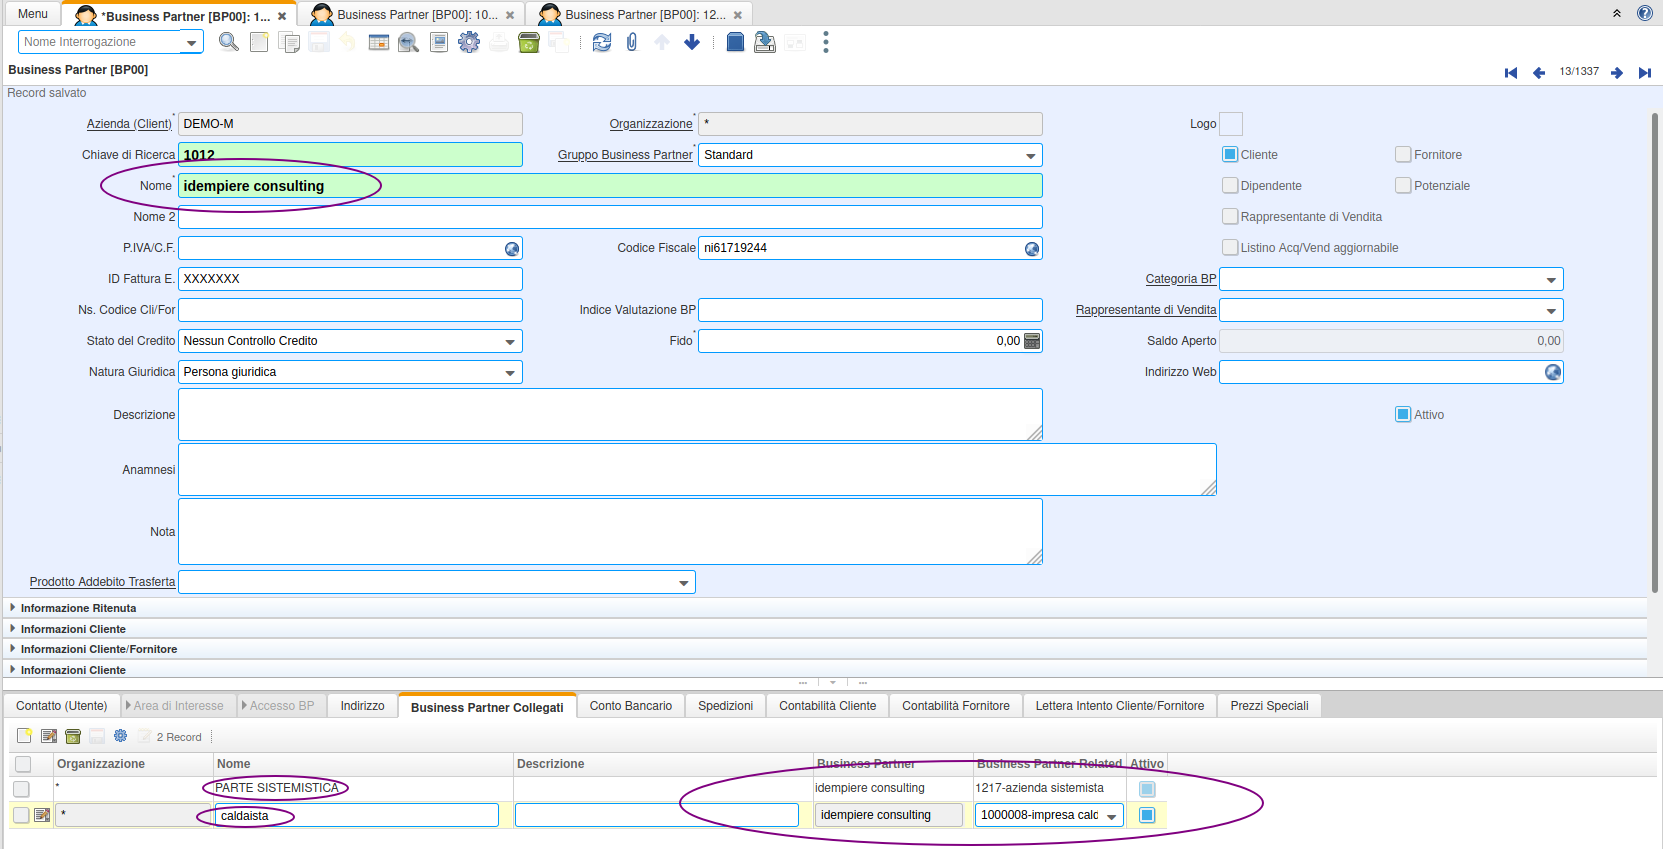 Menu *Business Partner [BP00]: 1... Business Partner [BP00]: 10... Business Partner [BP00]: 12...
Nome Interrogazione
Business Partner [BP00] 13/1337
Record salvato
Azienda (Client) DEMO-M Organizzazione * Logo
Chiave di Ricerca 1012 Gruppo Business Partner Standard Cliente Fornitore
Nome idempiere consulting Dipendente Potenziale
Nome 2 Rappresentante di Vendita
P.IVA/C.F. Codice Fiscale ni61719244 Listino Acq/Vend aggiornabile
ID Fattura E. XXXXXXX Categoria BP
Ns. Codice Cli/For Indice Valutazione BP Rappresentante di Vendita
Stato del Credito Nessun Controllo Credito Fido 0,00 Saldo Aperto 0,00
Natura Giuridica Persona giuridica Indirizzo Web
Descrizione Attivo
Anamnesi
Nota
Prodotto Addebito Trasferta
Informazione Ritenuta
Informazioni Cliente
Informazioni Cliente/Fornitore
Informazioni Cliente
Contatto (Utente) Area di Interesse Accesso BP Indirizzo Business Partner Collegati Conto Bancario Spedizioni Contabilità Cliente Contabilità Fornitore Lettera Intento Cliente/Fornitore Prezzi Speciali
2 Record
Organizzazione Nome Descrizione Business Partner Business Partner Related Attivo
* PARTE SISTEMISTICA idempiere consulting 1217-azienda sistemista
* caldaista idempiere consulting 1000008-impresa cald